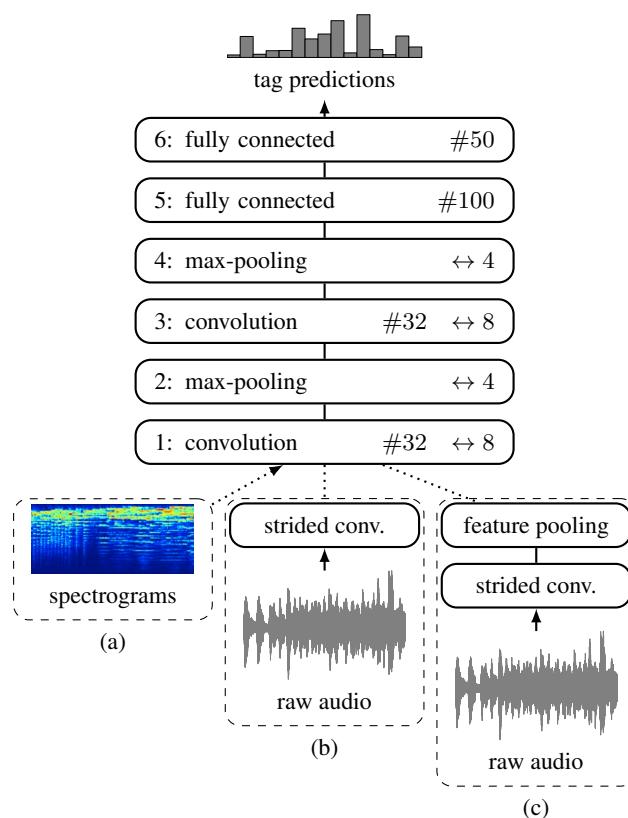 tag predictions
6: fully connected #50
5: fully connected #100
4: max-pooling ↔ 4
3: convolution #32 ↔ 8
2: max-pooling ↔ 4
1: convolution #32 ↔ 8
spectrograms
(a)
strided conv.
raw audio
(b)
feature pooling
strided conv.
raw audio
(c)